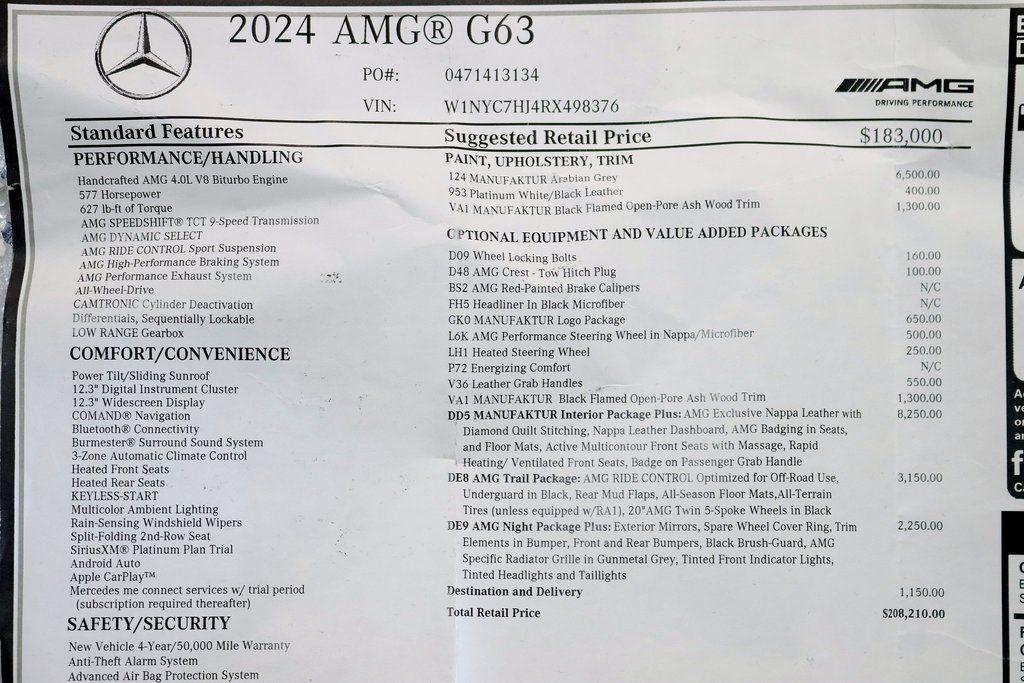 2024 AMG® G63
PO#: 0471413134
VIN: W1NYC7HJ4RX498376
AMG
DRIVING PERFORMANCE
Standard Features
PERFORMANCE/HANDLING
Handcrafted AMG 4.0L V8 Biturbo Engine
577 Horsepower
627 lb-ft of Torque
AMG SPEEDSHIFT® TCT 9-Speed Transmission
AMG DYNAMIC SELECT
AMG RIDE CONTROL Sport Suspension
AMG High-Performance Braking System
AMG Performance Exhaust System
All-Wheel-Drive
CAMTRONIC Cylinder Deactivation
Differentials, Sequentially Lockable
LOW RANGE Gearbox
COMFORT/CONVENIENCE
Power Tilt/Sliding Sunroof
12.3" Digital Instrument Cluster
12.3" Widescreen Display
COMAND® Navigation
Bluetooth® Connectivity
Burmester® Surround Sound System
3-Zone Automatic Climate Control
Heated Front Seats
Heated Rear Seats
KEYLESS-START
Multicolor Ambient Lighting
Rain-Sensing Windshield Wipers
Split-Folding 2nd-Row Seat
SiriusXM® Platinum Plan Trial
Android Auto
Apple CarPlay™
Mercedes me connect services w/ trial period
(subscription required thereafter)
SAFETY/SECURITY
New Vehicle 4-Year/50,000 Mile Warranty
Anti-Theft Alarm System
Advanced Air Bag Protection System
Suggested Retail Price $183,000
PAINT, UPHOLSTERY, TRIM
124 MANUFAKTUR Arabian Grey 6,500.00
953 Platinum White/Black Leather 400.00
VA1 MANUFAKTUR Black Flamed Open-Pore Ash Wood Trim 1,300.00
OPTIONAL EQUIPMENT AND VALUE ADDED PACKAGES
D09 Wheel Locking Bolts 160.00
D48 AMG Crest - Tow Hitch Plug 100.00
BS2 AMG Red-Painted Brake Calipers N/C
FH5 Headliner In Black Microfiber N/C
GK0 MANUFAKTUR Logo Package 650.00
L6K AMG Performance Steering Wheel in Nappa/Microfiber 500.00
LH1 Heated Steering Wheel 250.00
P72 Energizing Comfort N/C
V36 Leather Grab Handles 550.00
VA1 MANUFAKTUR Black Flamed Open-Pore Ash Wood Trim 1,300.00
DD5 MANUFAKTUR Interior Package Plus: AMG Exclusive Nappa Leather with 8,250.00
Diamond Quilt Stitching, Nappa Leather Dashboard, AMG Badging in Seats,
and Floor Mats, Active Multicontour Front Seats with Massage, Rapid
Heating/ Ventilated Front Seats, Badge on Passenger Grab Handle
DE8 AMG Trail Package: AMG RIDE CONTROL Optimized for Off-Road Use, 3,150.00
Underguard in Black, Rear Mud Flaps, All-Season Floor Mats,All-Terrain
Tires (unless equipped w/RA1), 20"AMG Twin 5-Spoke Wheels in Black
DE9 AMG Night Package Plus: Exterior Mirrors, Spare Wheel Cover Ring, Trim 2,250.00
Elements in Bumper, Front and Rear Bumpers, Black Brush-Guard, AMG
Specific Radiator Grille in Gunmetal Grey, Tinted Front Indicator Lights,
Tinted Headlights and Taillights
Destination and Delivery 1,150.00
Total Retail Price $208,210.00